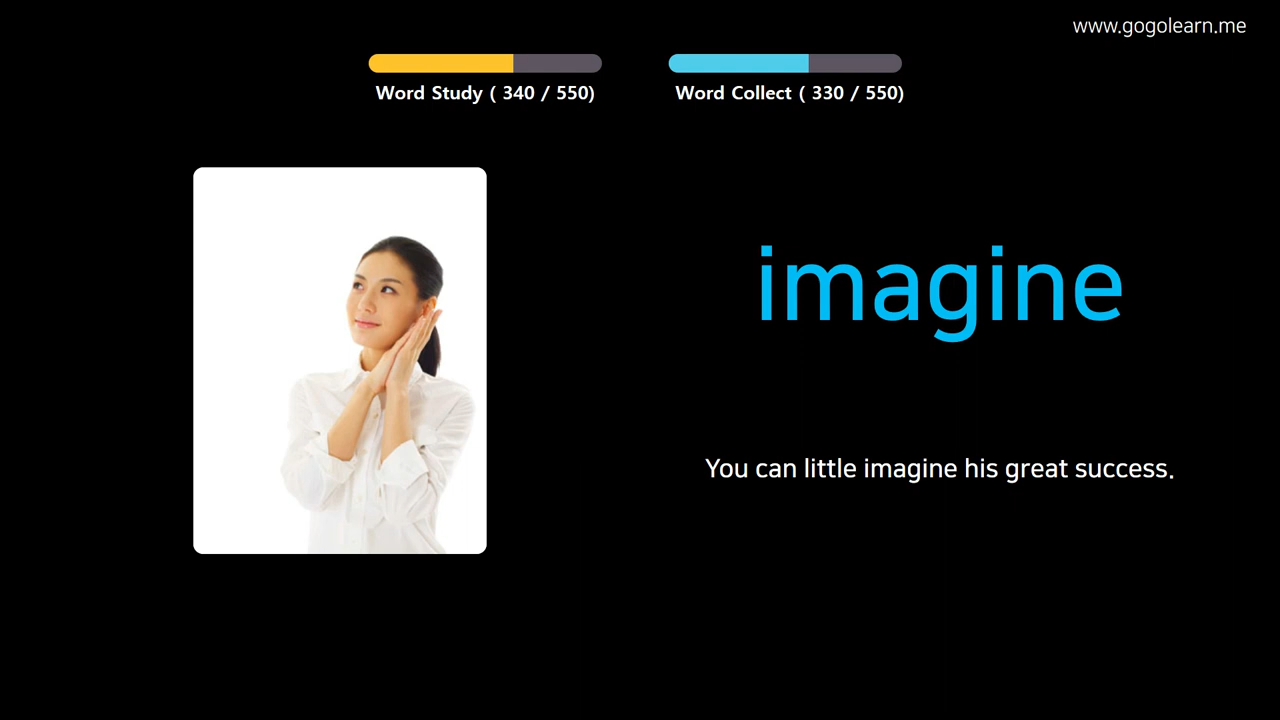 www.gogolearn.me
Word Study ( 340 / 550)
Word Collect ( 330 / 550)
imagine
You can little imagine his great success.